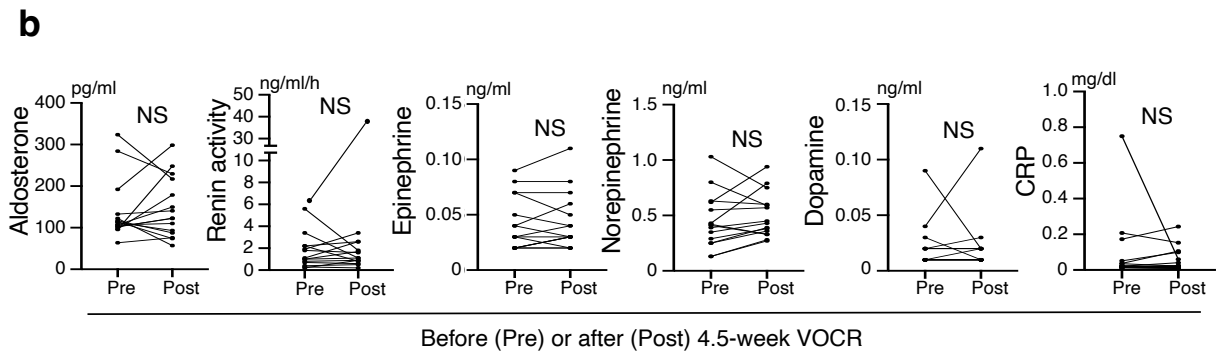 b
Aldosterone
pg/ml
NS
400
300
200
100
0
Pre Post
Renin activity
ng/ml/h
NS
50
40
30
10
8
6
4
2
0
Pre Post
Epinephrine
ng/ml
NS
0.15
0.10
0.05
0
Pre Post
Norepinephrine
ng/ml
NS
1.5
1.0
0.5
0
Pre Post
Dopamine
ng/ml
NS
0.15
0.10
0.05
0
Pre Post
CRP
mg/dl
NS
1.0
0.8
0.6
0.4
0.2
0
Pre Post
Before (Pre) or after (Post) 4.5-week VOCR